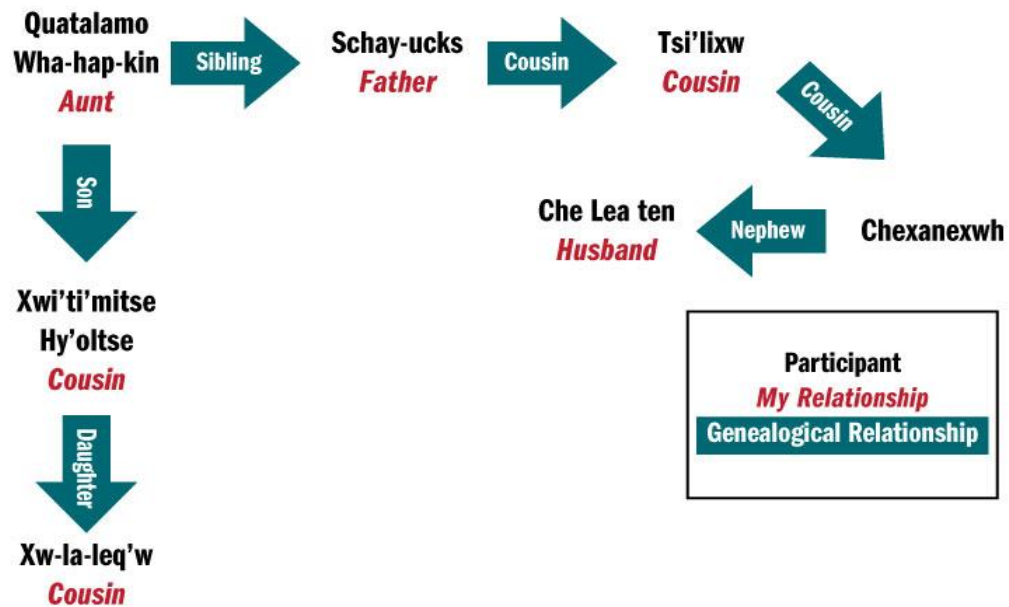 Quatalamo
Wha-hap-kin
Aunt
Sibling
Schay-ucks
Father
Cousin
Tsi’lixw
Cousin
Cousin
Son
Che Lea ten
Husband
Nephew
Chexanexwh
Xwi’ti’mitse
Hy’oltse
Cousin
Daughter
Xw-la-leq’w
Cousin
Participant
My Relationship
Genealogical Relationship